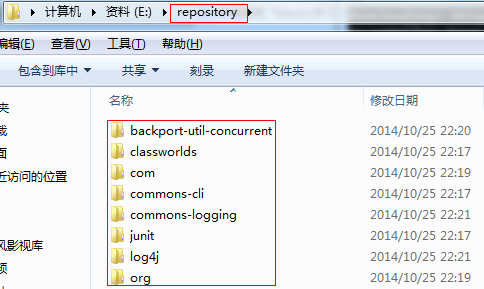 计算机 资料 (E:) repository
编辑(E) 查看(V) 工具(T) 帮助(H)
包含到库中 共享 刻录 新建文件夹
名称 修改日期
夹
载
面
近访问的位置
风影视库
频
backport-util-concurrent 2014/10/25 22:20
classworlds 2014/10/25 22:17
com 2014/10/25 22:19
commons-cli 2014/10/25 22:17
commons-logging 2014/10/25 22:21
junit 2014/10/25 22:17
log4j 2014/10/25 22:21
org 2014/10/25 22:19